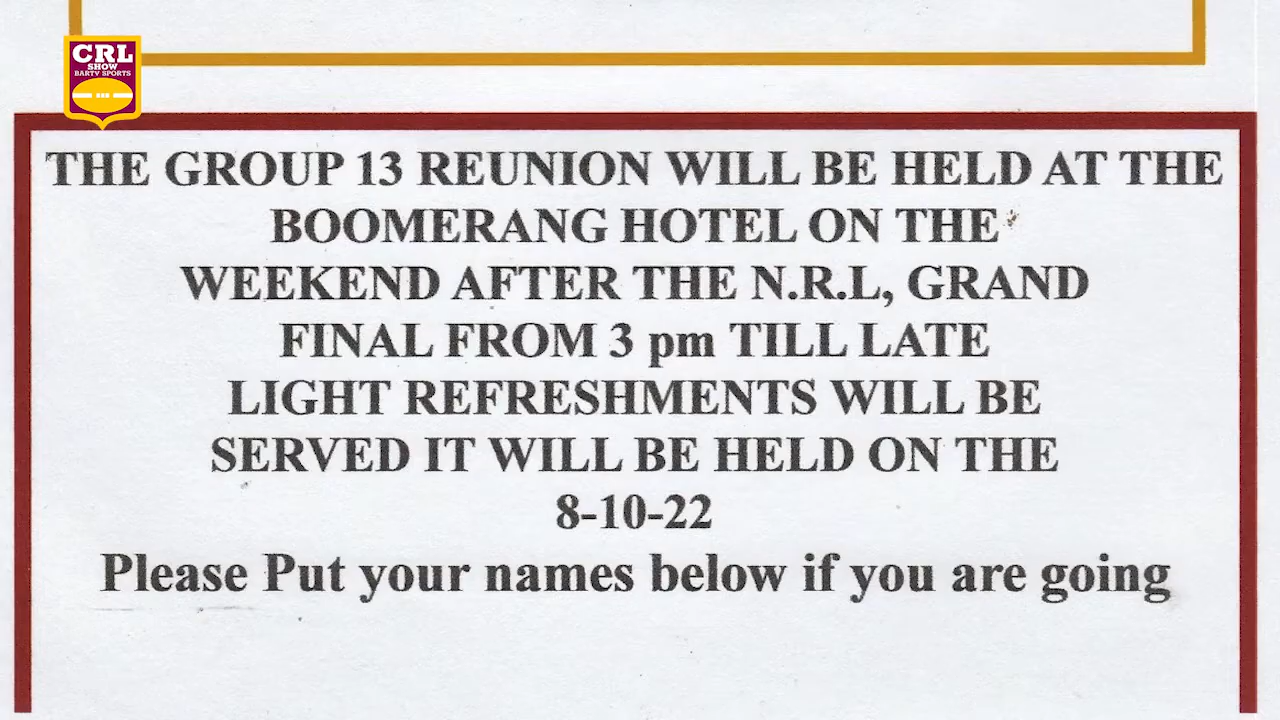 CRL
SHOW
BARTV SPORTS
THE GROUP 13 REUNION WILL BE HELD AT THE
BOOMERANG HOTEL ON THE
WEEKEND AFTER THE N.R.L, GRAND
FINAL FROM 3 pm TILL LATE
LIGHT REFRESHMENTS WILL BE
SERVED IT WILL BE HELD ON THE
8-10-22
Please Put your names below if you are going